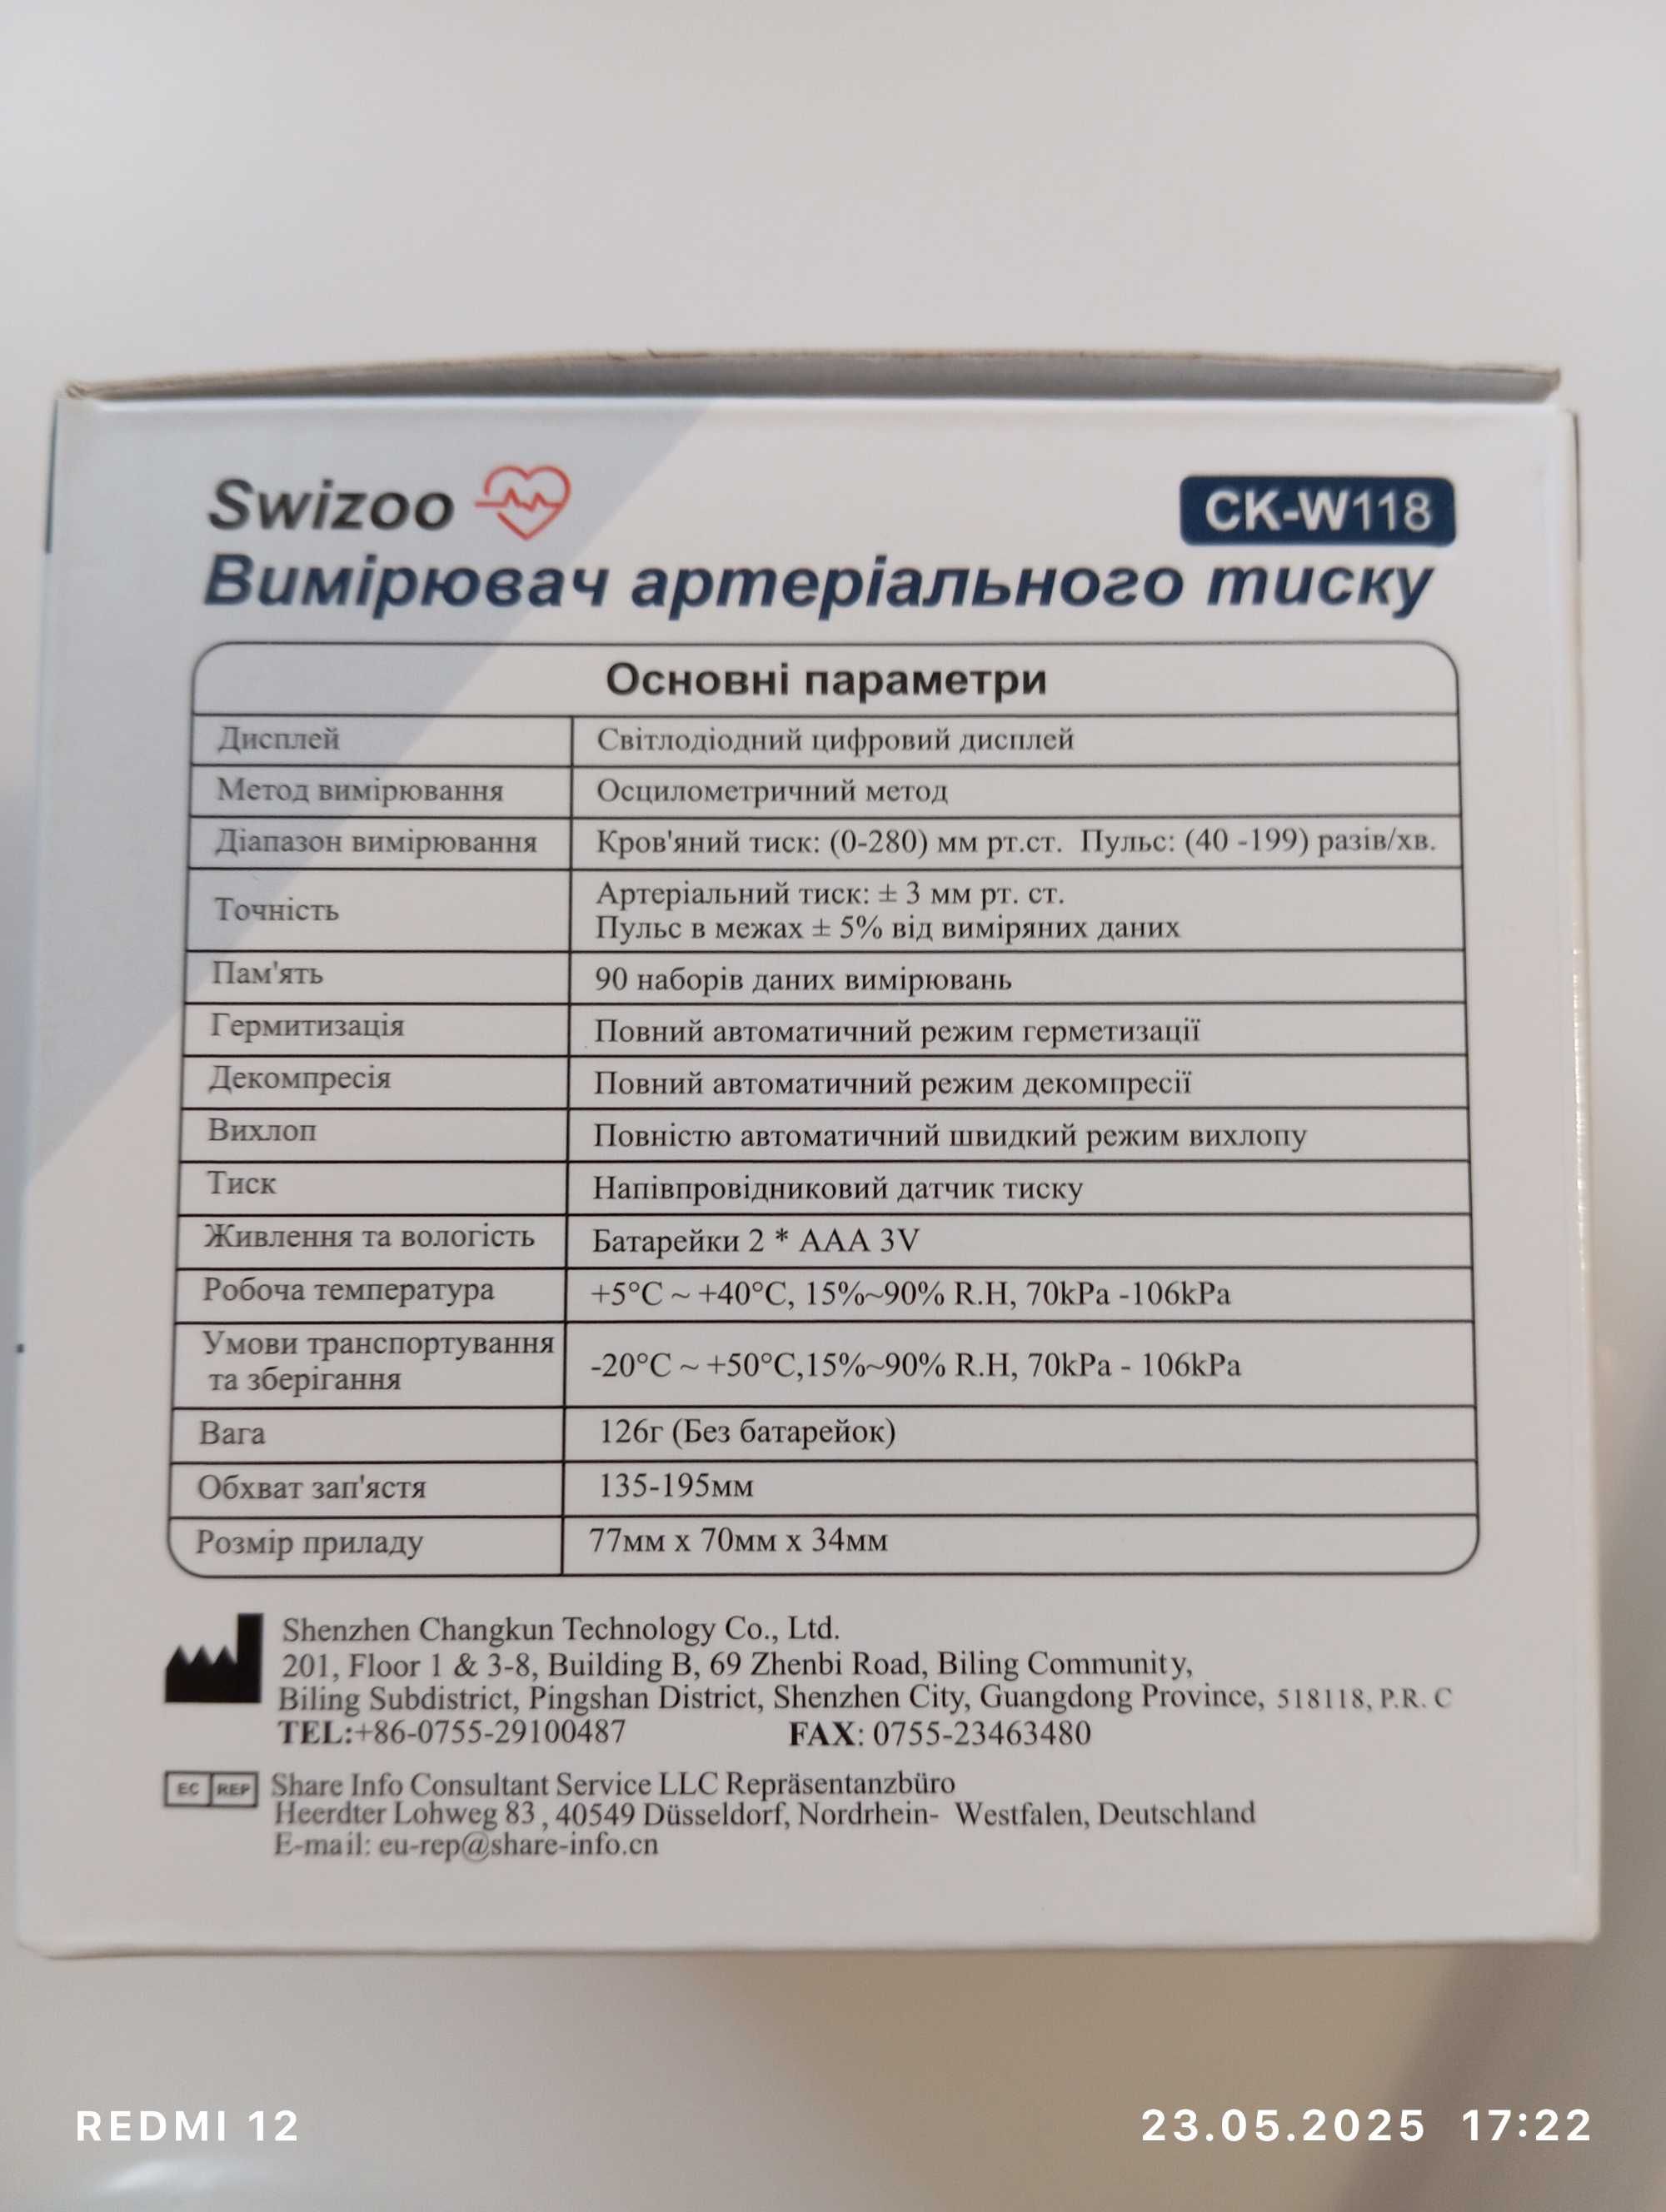 Swizoo
CK-W118
Вимірювач артеріального тиску
Основні параметри
Дисплей Світлодіодний цифровий дисплей
Метод вимірювання Осцилометричний метод
Діапазон вимірювання Кров'яний тиск: (0-280) мм рт.ст. Пульс: (40 -199) разів/хв.
Точність Артеріальний тиск: ± 3 мм рт. ст.
Пульс в межах ± 5% від виміряних даних
Пам'ять 90 наборів даних вимірювань
Гермитизація Повний автоматичний режим герметизації
Декомпресія Повний автоматичний режим декомпресії
Вихлоп Повністю автоматичний швидкий режим вихлопу
Тиск Напівпровідниковий датчик тиску
Живлення та вологість Батарейки 2 * AAA 3V
Робоча температура +5°C ~ +40°C, 15%~90% R.H, 70kPa -106kPa
Умови транспортування
та зберігання -20°C ~ +50°C,15%~90% R.H, 70kPa - 106kPa
Вага 126г (Без батарейок)
Обхват зап'ястя 135-195мм
Розмір приладу 77мм x 70мм x 34мм
Shenzhen Changkun Technology Co., Ltd.
201, Floor 1 & 3-8, Building B, 69 Zhenbi Road, Biling Community,
Biling Subdistrict, Pingshan District, Shenzhen City, Guangdong Province, 518118, P.R. C
TEL:+86-0755-29100487 FAX: 0755-23463480
EC REP Share Info Consultant Service LLC Repräsentanzbüro
Heerdter Lohweg 83, 40549 Düsseldorf, Nordrhein- Westfalen, Deutschland
E-mail: eu-rep@share-info.cn
REDMI 12
23.05.2025 17:22